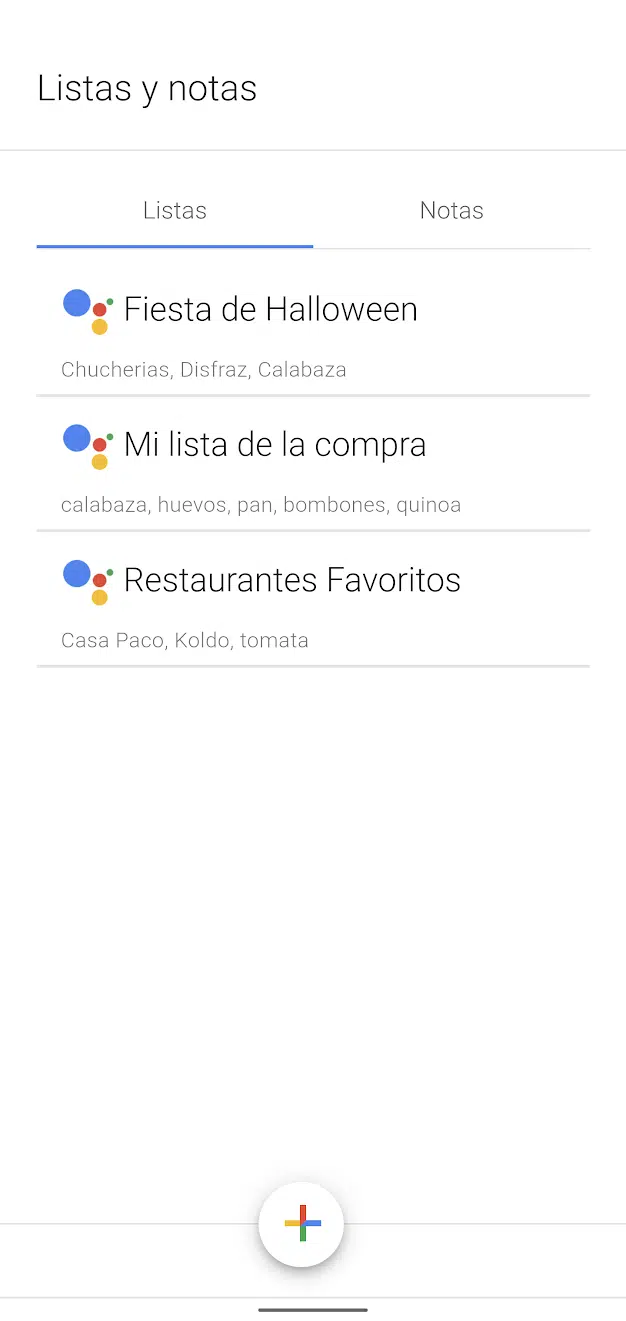 Listas y notas
Listas
Notas
Fiesta de Halloween
Chucherias, Disfraz, Calabaza
Mi lista de la compra
calabaza, huevos, pan, bombones, quinoa
Restaurantes Favoritos
Casa Paco, Koldo, tomata